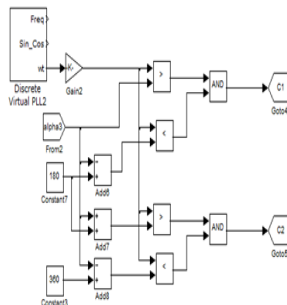 Freq
Sin_Cos
wt
Discrete
Virtual PLL2
-K-
Gain2
alpha3
From2
180
Constant7
360
Constant3
Add6
Add7
Add8
>
<
>
<
AND
AND
C1
Goto4
C2
Goto5